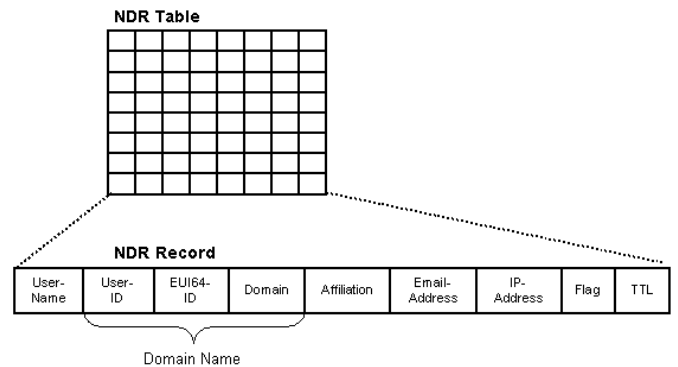 NDR Table
NDR Record
User-
Name
User-
ID
EUI64-
ID
Domain
Affiliation
Email-
Address
IP-
Address
Flag
TTL
Domain Name